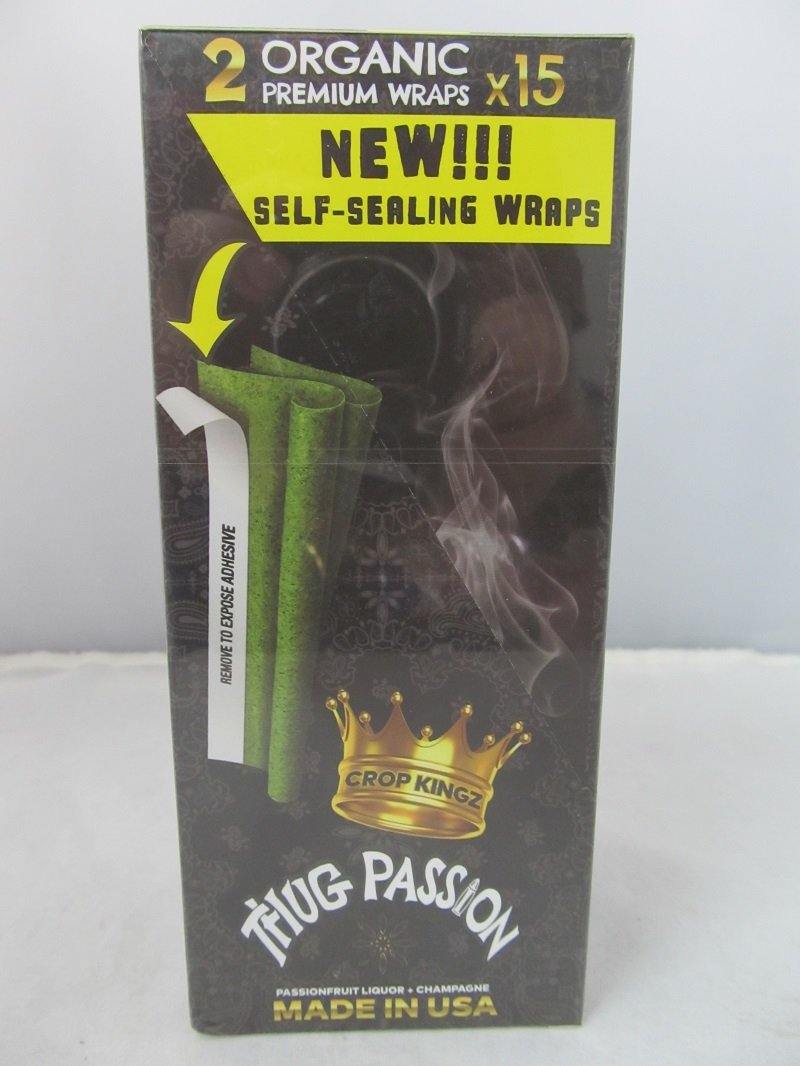 2 ORGANIC x15
PREMIUM WRAPS
NEW!!!
SELF-SEALING WRAPS
REMOVE TO EXPOSE ADHESIVE
CROP KINGZ
THUG PASSION
PASSIONFRUIT LIQUOR + CHAMPAGNE
MADE IN USA